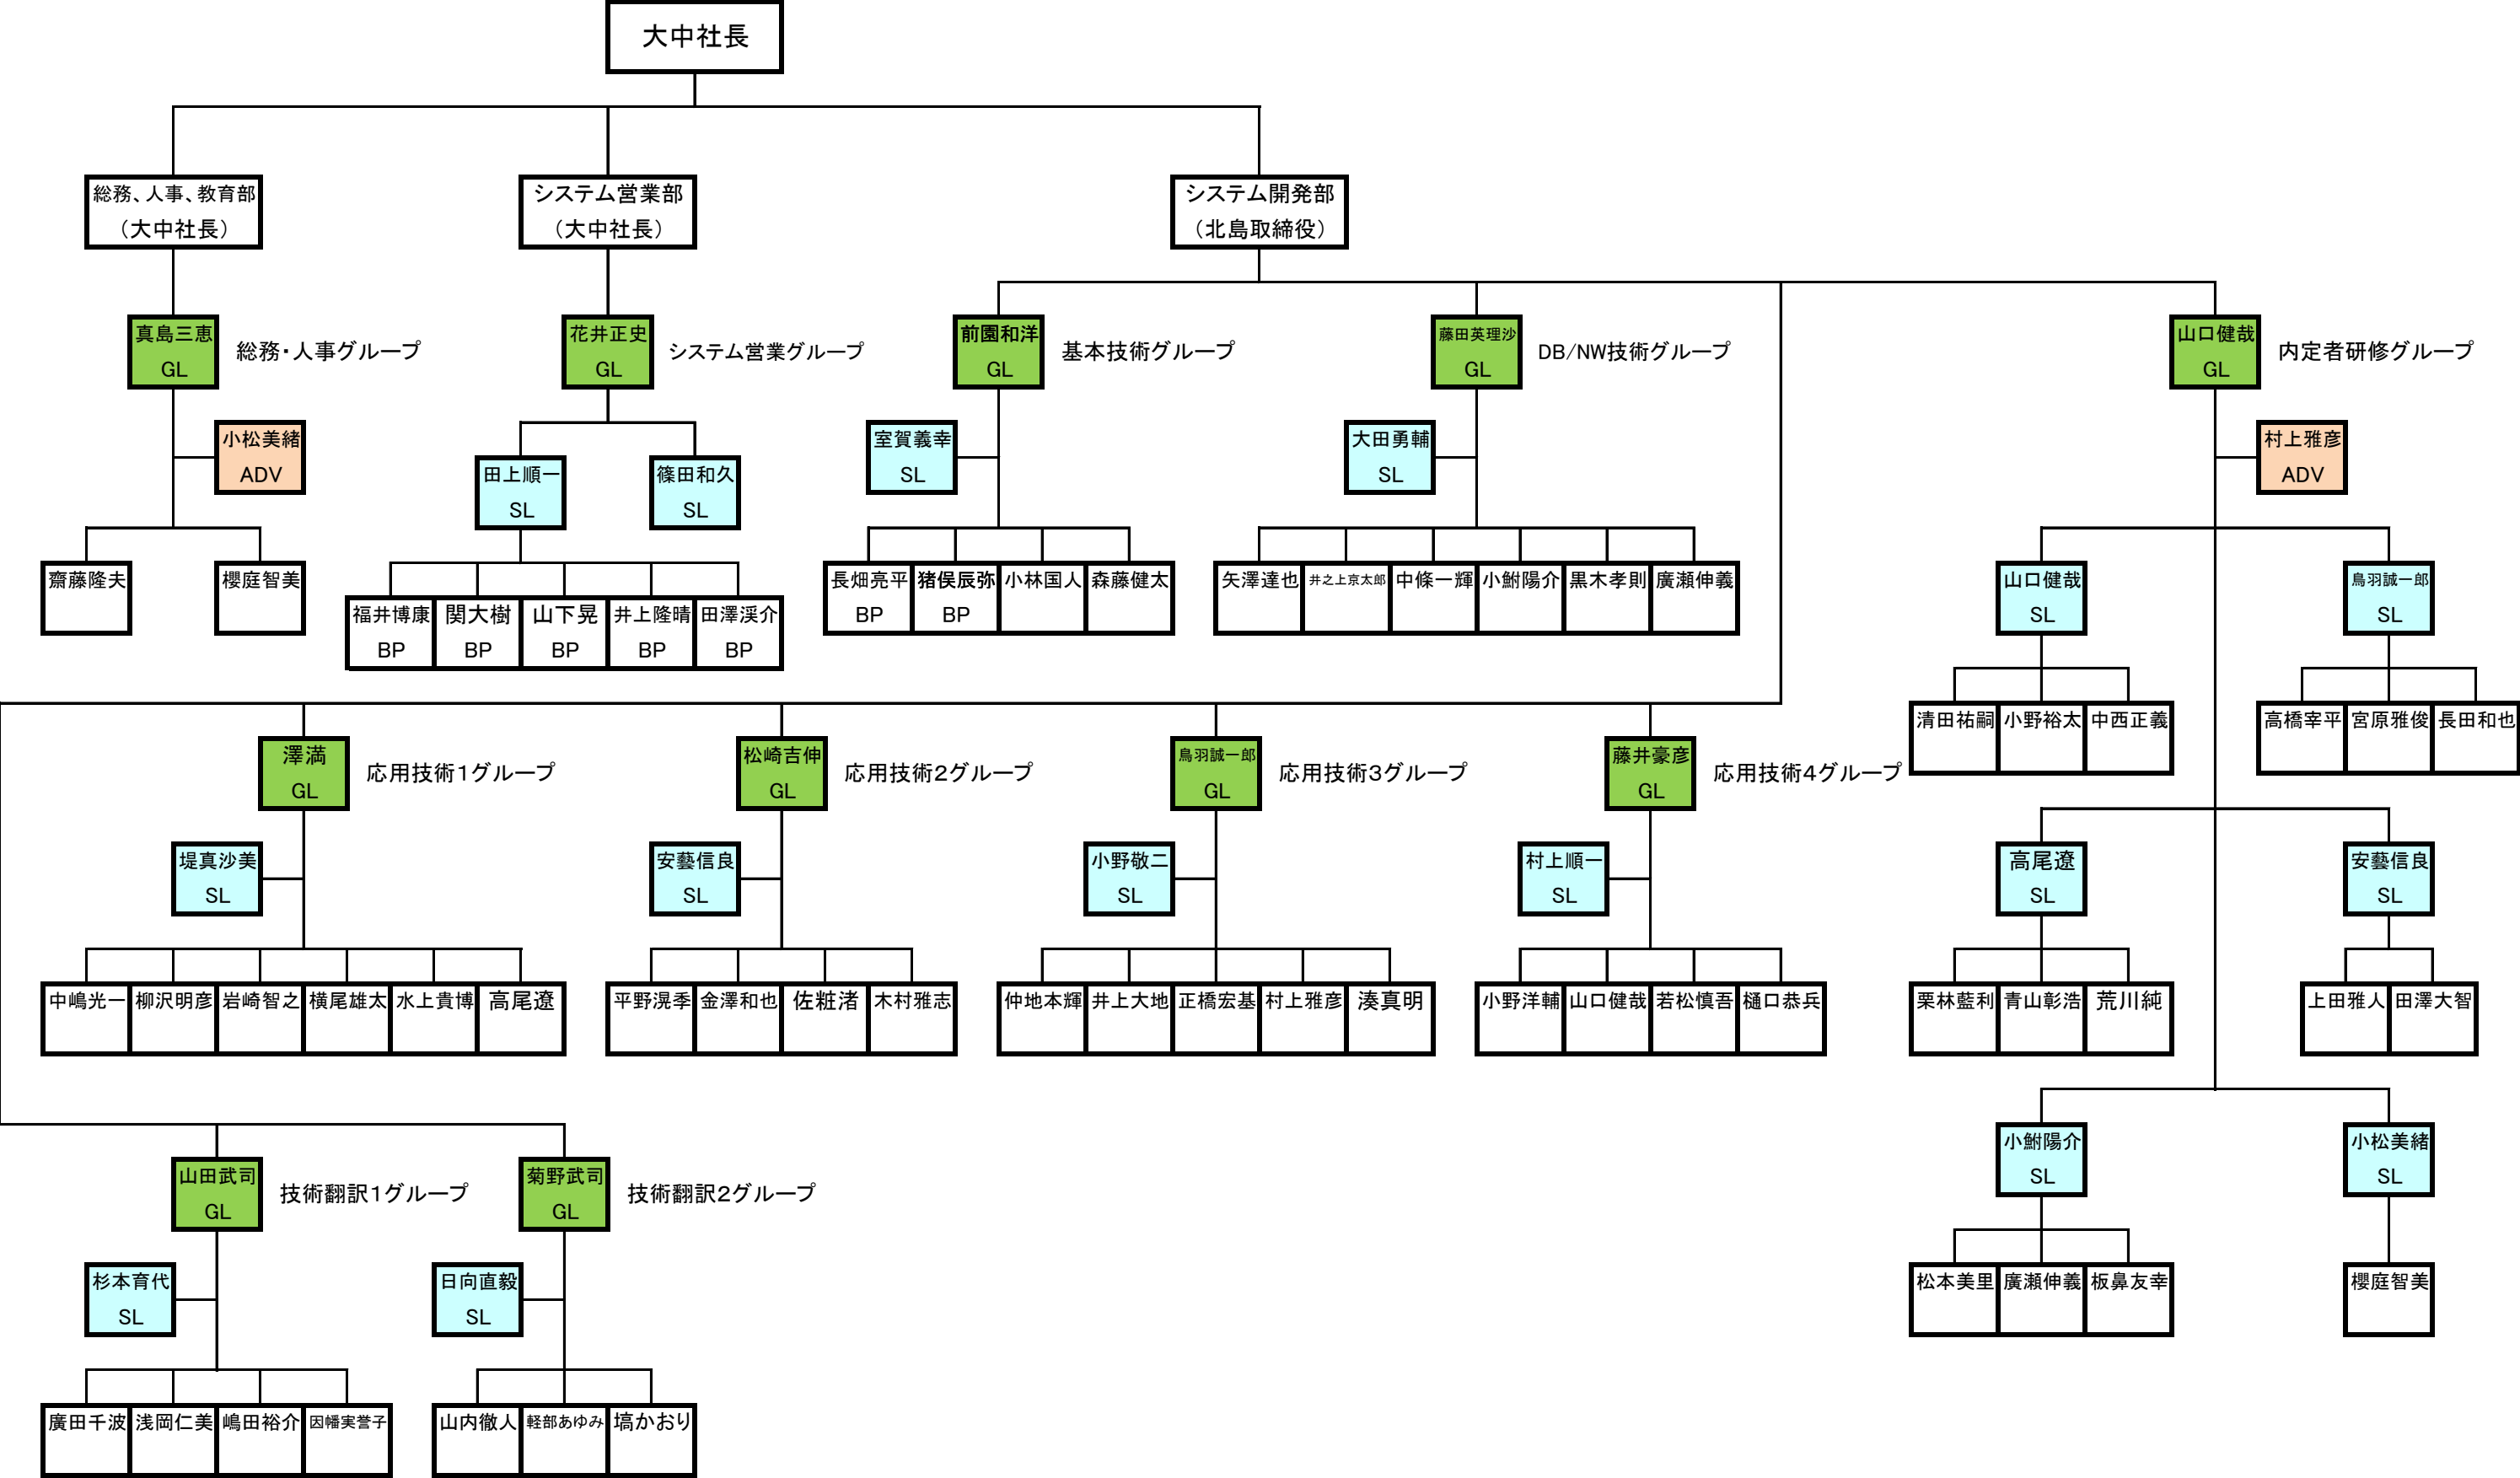 大中社長
総務、人事、教育部
（大中社長）
システム営業部
（大中社長）
システム開発部
（北島取締役）
真島三恵
GL
総務・人事グループ
花井正史
GL
システム営業グループ
前園和洋
GL
基本技術グループ
藤田英理沙
GL
DB/NW技術グループ
山口健哉
GL
内定者研修グループ
小松美緒
ADV
田上順一
SL
篠田和久
SL
室賀義幸
SL
大田勇輔
SL
村上雅彦
ADV
齋藤隆夫
櫻庭智美
福井博康
BP
関大樹
BP
山下晃
BP
井上隆晴
BP
田澤渓介
BP
長畑亮平
BP
猪俣辰弥
BP
小林国人
森藤健太
矢澤達也
井之上京太郎
中條一輝
小鮒陽介
黒木孝則
廣瀬伸義
山口健哉
SL
鳥羽誠一郎
SL
清田祐嗣
小野裕太
中西正義
高橋宰平
宮原雅俊
長田和也
澤満
GL
応用技術１グループ
松崎吉伸
GL
応用技術２グループ
鳥羽誠一郎
GL
応用技術３グループ
藤井豪彦
GL
応用技術４グループ
堤真沙美
SL
安藝信良
SL
小野敬二
SL
村上順一
SL
高尾遼
SL
安藝信良
SL
中嶋光一
柳沢明彦
岩崎智之
横尾雄太
水上貴博
高尾遼
平野滉季
金澤和也
佐粧渚
木村雅志
仲地本輝
井上大地
正橋宏基
村上雅彦
湊真明
小野洋輔
山口健哉
若松慎吾
樋口恭兵
栗林藍利
青山彰浩
荒川純
上田雅人
田澤大智
山田武司
GL
技術翻訳１グループ
菊野武司
GL
技術翻訳２グループ
小鮒陽介
SL
小松美緒
SL
杉本育代
SL
日向直毅
SL
松本美里
廣瀬伸義
板鼻友幸
櫻庭智美
廣田千波
浅岡仁美
嶋田裕介
因幡実誉子
山内徹人
軽部あゆみ
塙かおり